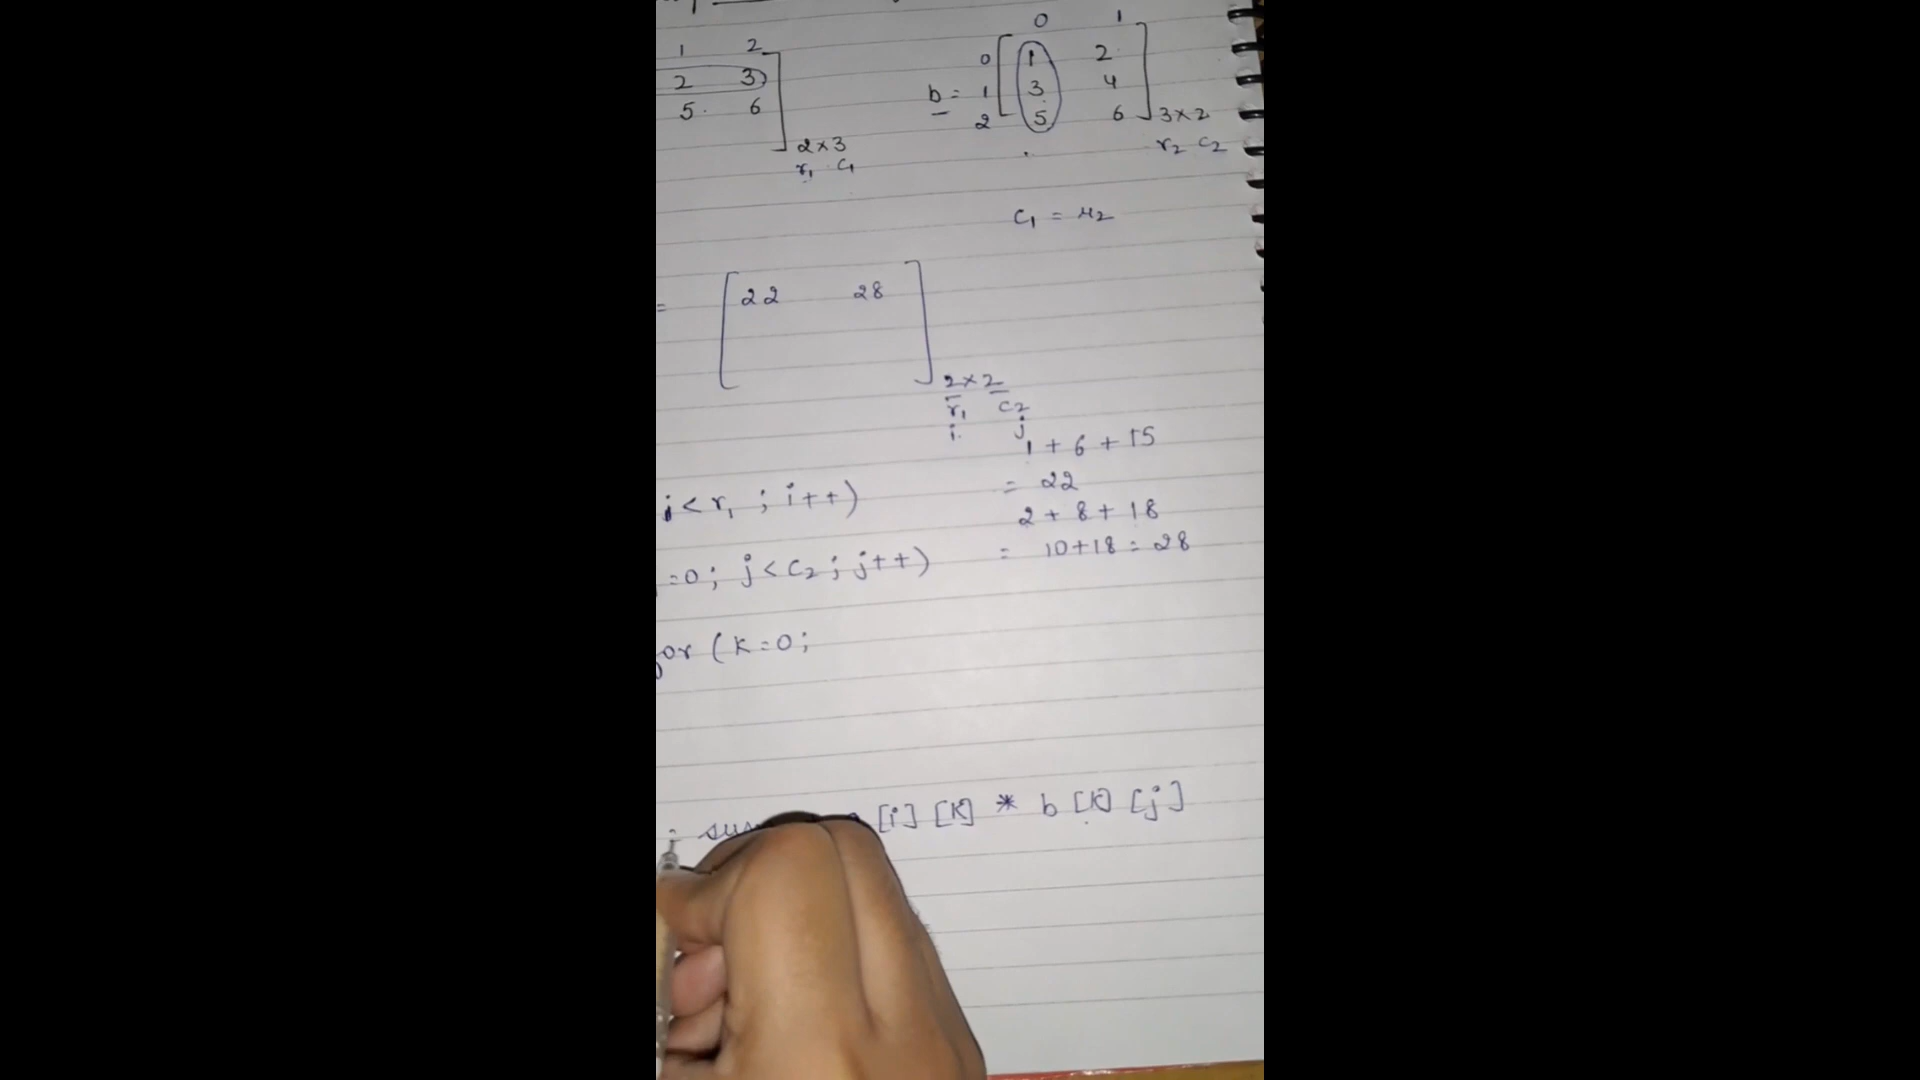 0 1
1 2
0 1 2
2 3
b = 1 3 4
5 6
2 5 6 3×2
2×3
r1 c1
r2 c2
c1 = r2
= 22 28
2×2
r1 c2
i j
1 + 6 + 15
i < r1 ; i++)
= 22
2 + 8 + 18
= 10+18 = 28
=0; j < c2 ; j++)
for (k=0;
= sum [i] [k] * b [k] [j]